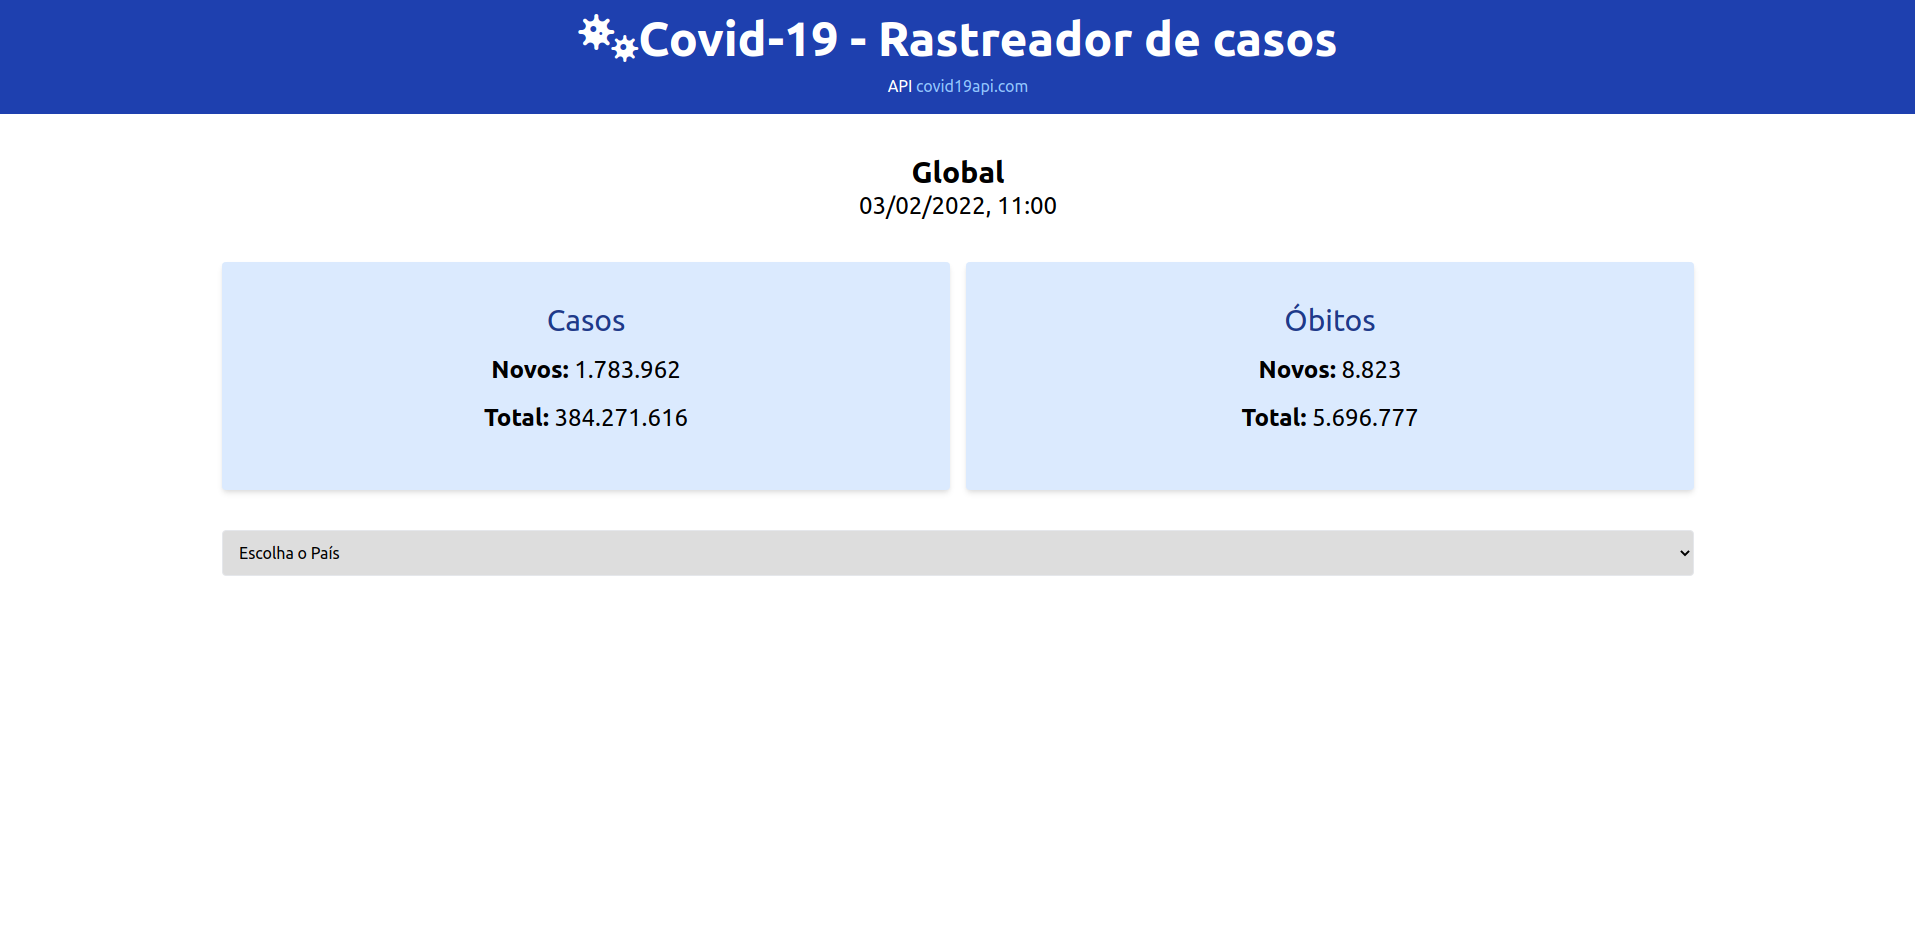 Covid-19 - Rastreador de casos
API covid19api.com
Global
03/02/2022, 11:00
Casos
Novos: 1.783.962
Total: 384.271.616
Óbitos
Novos: 8.823
Total: 5.696.777
Escolha o País